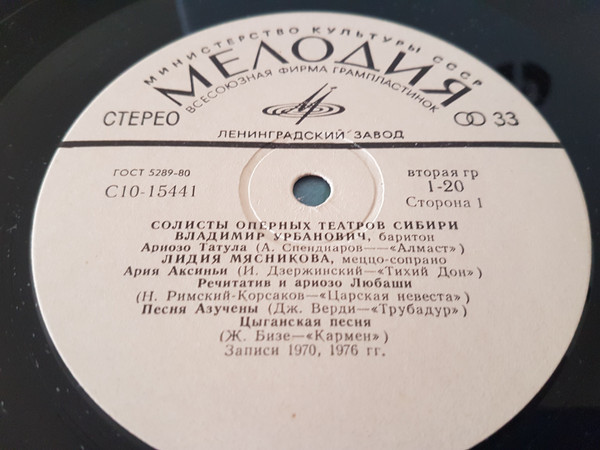 МИНИСТЕРСТВО КУЛЬТУРЫ СССР
МЕЛОДИЯ
ВСЕСОЮЗНАЯ ФИРМА ГРАМПЛАСТИНОК
СТЕРЕО
33
ЛЕНИНГРАДСКИЙ ЗАВОД
ГОСТ 5289-80
С10-15441
вторая гр
1-20
Сторона 1
СОЛИСТЫ ОПЕРНЫХ ТЕАТРОВ СИБИРИ
ВЛАДИМИР УРБАНОВИЧ, баритон
Ариозо Татула (А. Спендиаров—«Алмаст»)
ЛИДИЯ МЯСНИКОВА, меццо-сопрано
Ария Аксиньи (И. Дзержинский—«Тихий Дон»)
Речитатив и ариозо Любаши
(Н. Римский-Корсаков—«Царская невеста»)
Песня Азучены (Дж. Верди—«Трубадур»)
Цыганская песня
(Ж. Бизе—«Кармен»)
Записи 1970, 1976 гг.